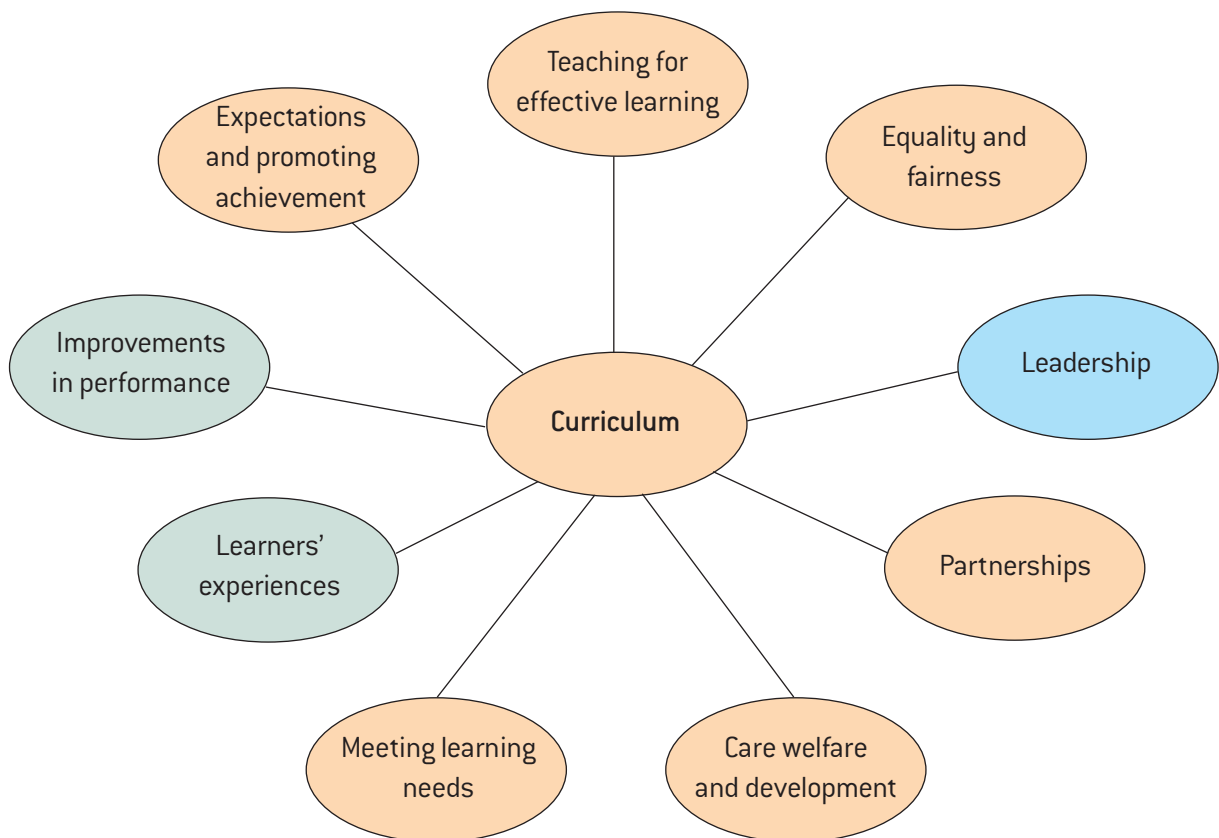 Teaching for
effective learning
Expectations
and promoting
achievement
Equality and
fairness
Improvements
in performance
Leadership
Curriculum
Learners’
experiences
Partnerships
Meeting learning
needs
Care welfare
and development